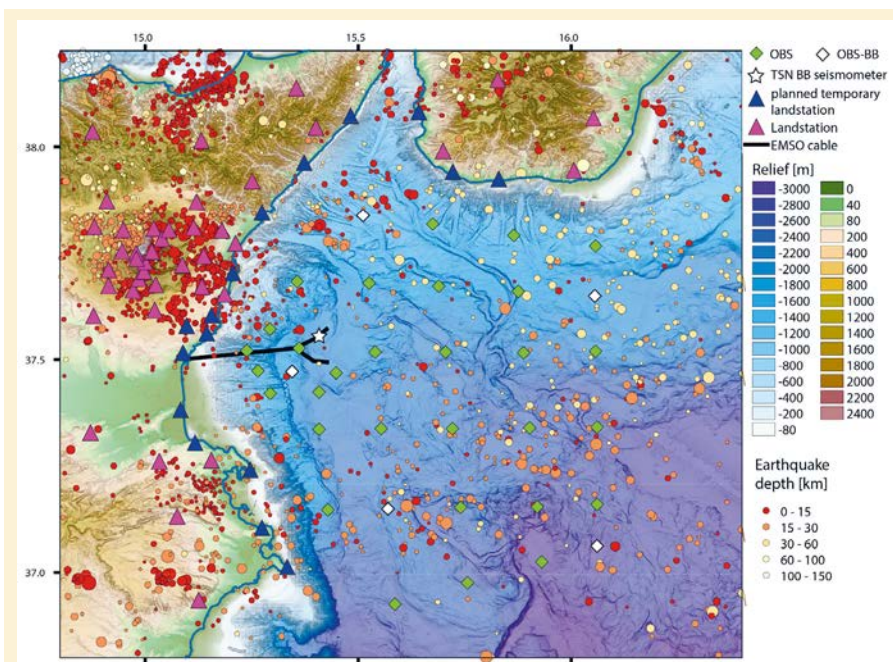 15.0 15.5 16.0
38.0
37.5
37.0
OBS OBS-BB
TSN BB seismometer
planned temporary
landstation
Landstation
EMSO cable
Relief [m]
-3000 0
-2800 40
-2600 80
-2400 200
-2200 400
-2000 600
-1800 800
-1600 1000
-1400 1200
-1200 1400
-1000 1600
-800 1800
-600 2000
-400 2200
-200 2400
-80
Earthquake
depth [km]
0 - 15
15 - 30
30 - 60
60 - 100
100 - 150